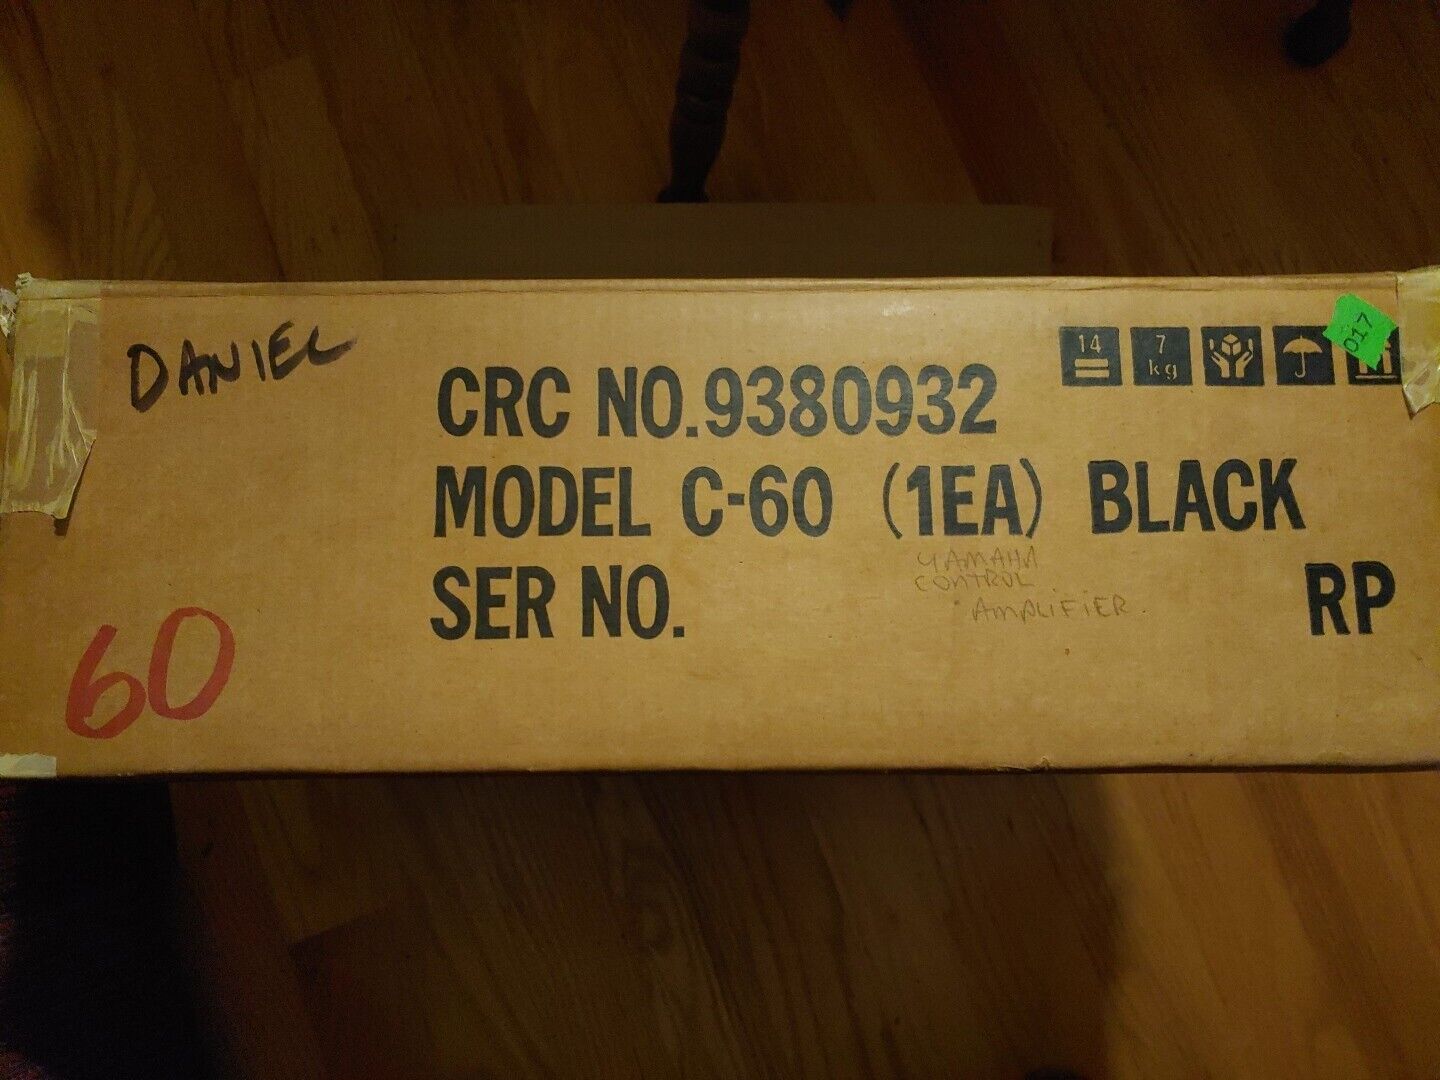 DANIEL
14
7
kg
017
CRC NO.9380932
MODEL C-60 (1EA) BLACK
YAMAHA
CONTROL
AMPLIFIER.
SER NO.
RP
60